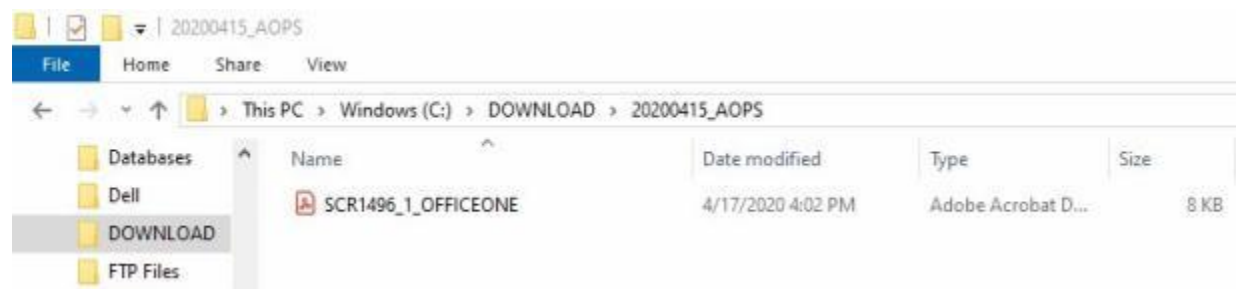 20200415_AOPS
File Home Share View
This PC > Windows (C:) > DOWNLOAD > 20200415_AOPS
Databases Name Date modified Type Size
Dell SCR1496_1_OFFICEONE 4/17/2020 4:02 PM Adobe Acrobat D... 8 KB
DOWNLOAD
FTP Files